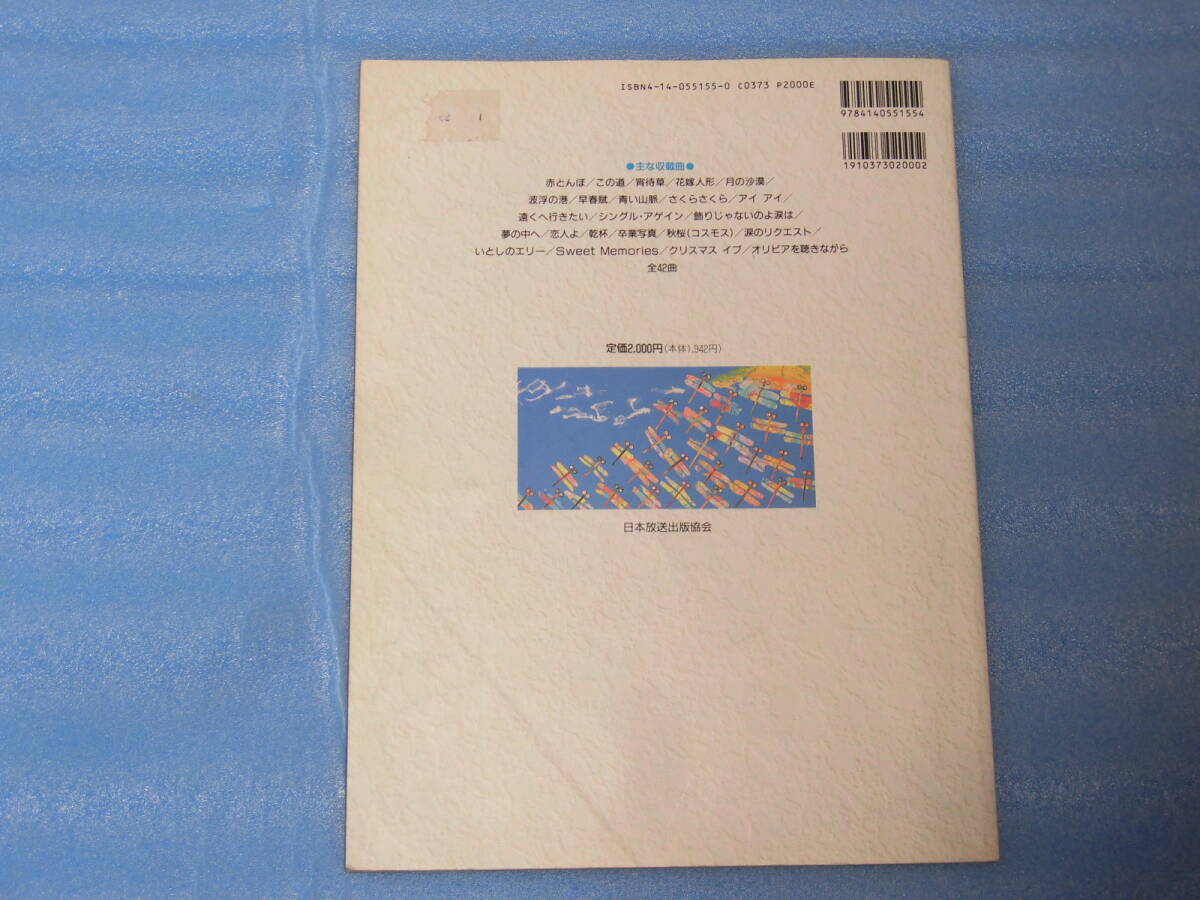 ISBN4-14-055155-0 C0373 P2000E
9784140551554
1910373020002
●主な収載曲●
赤とんぼ/この道/宵待草/花嫁人形/月の沙漠/
波浮の港/早春賦/青い山脈/さくらさくら/アイ アイ/
遠くへ行きたい/シングル・アゲイン/飾りじゃないのよ涙は/
夢の中へ/恋人よ/乾杯/卒業写真/秋桜(コスモス)/涙のリクエスト/
いとしのエリー/Sweet Memories/クリスマス イブ/オリビアを聴きながら
全42曲
定価2,000円(本体1,942円)
日本放送出版協会